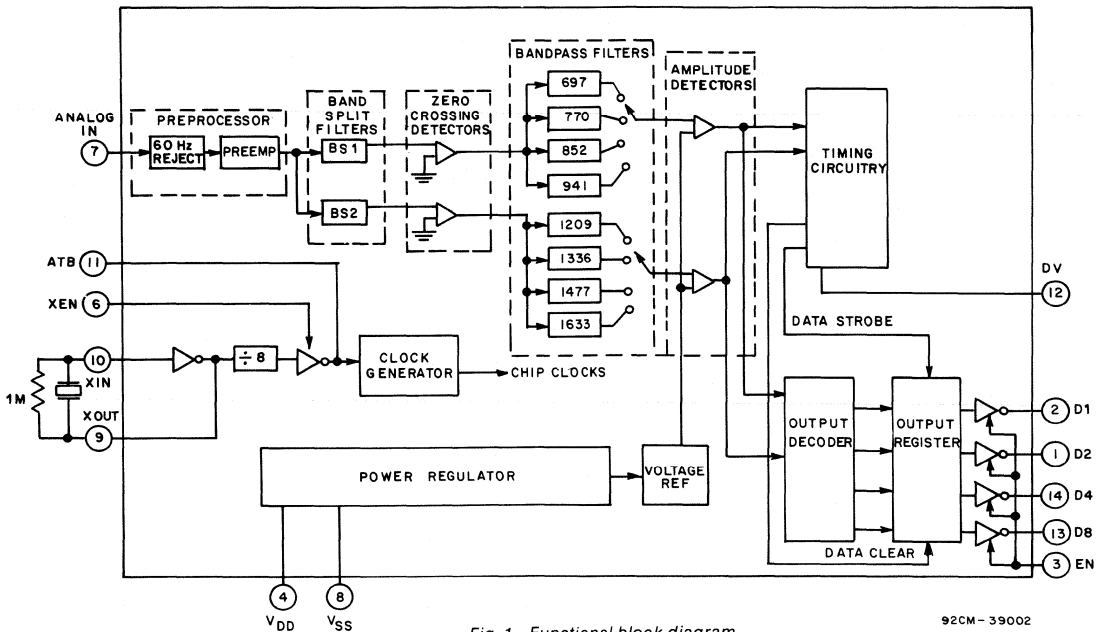 BANDPASS FILTERS
AMPLITUDE
DETECTORS
697
770
852
941
BAND
SPLIT
FILTERS
ZERO
CROSSING
DETECTORS
ANALOG
IN
7
PREPROCESSOR
60 Hz
REJECT
PREEMP
BS 1
BS2
TIMING
CIRCUITRY
1209
1336
1477
1633
ATB 11
XEN 6
10
XIN
1M
XOUT
9
÷ 8
CLOCK
GENERATOR
CHIP CLOCKS
DV
12
DATA STROBE
OUTPUT
DECODER
OUTPUT
REGISTER
2 D1
1 D2
14 D4
13 D8
3 EN
POWER REGULATOR
VOLTAGE
REF
DATA CLEAR
4
VDD
8
VSS
92CM-39002
Fig. 1 - Functional block diagram